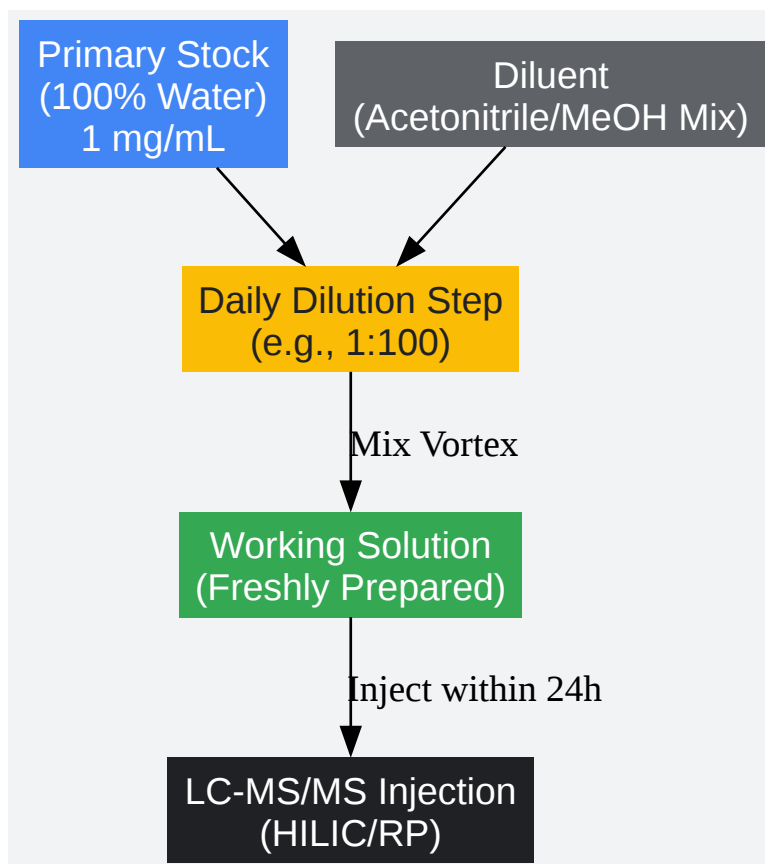 Primary Stock
(100% Water)
1 mg/mL
Diluent
(Acetonitrile/MeOH Mix)
Daily Dilution Step
(e.g., 1:100)
Mix Vortex
Working Solution
(Freshly Prepared)
Inject within 24h
LC-MS/MS Injection
(HILIC/RP)